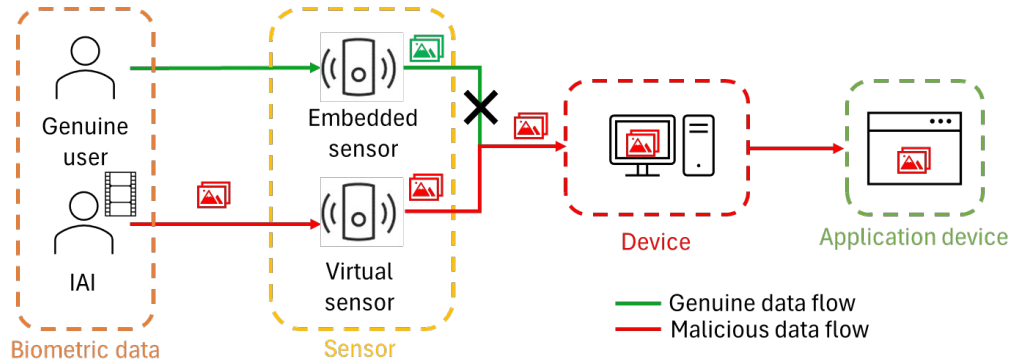 Genuine
user
Embedded
sensor
IAI
Virtual
sensor
Device
Application device
Genuine data flow
Malicious data flow
Biometric data
Sensor